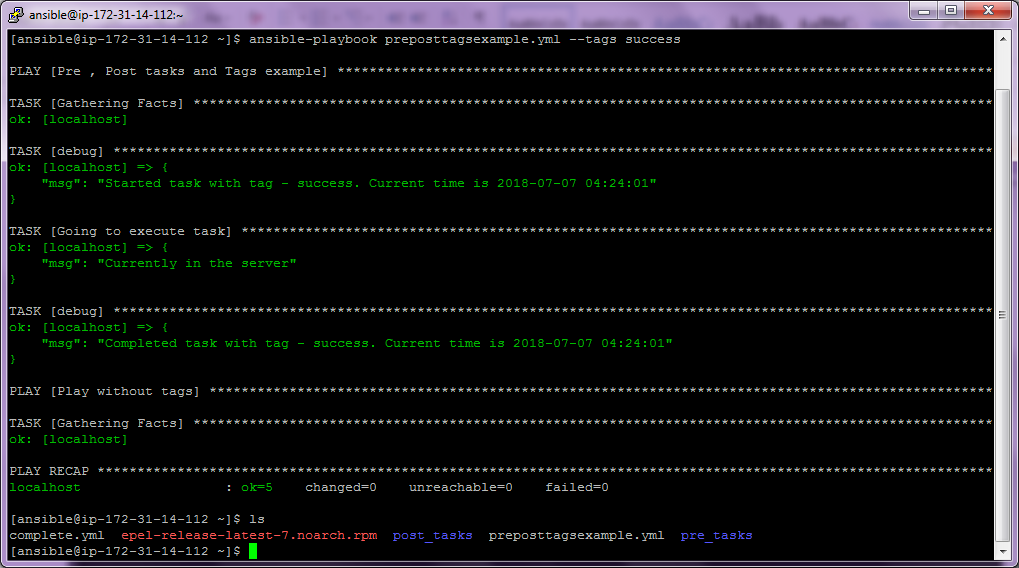 ansible@ip-172-31-14-112:~
[ansible@ip-172-31-14-112 ~]$ ansible-playbook preposttagsexample.yml --tags success
PLAY [Pre , Post tasks and Tags example] **********************************************************************************
TASK [Gathering Facts] ****************************************************************************************************
ok: [localhost]
TASK [debug] **************************************************************************************************************
ok: [localhost] => {
    "msg": "Started task with tag - success. Current time is 2018-07-07 04:24:01"
}
TASK [Going to execute task] **********************************************************************************************
ok: [localhost] => {
    "msg": "Currently in the server"
}
TASK [debug] **************************************************************************************************************
ok: [localhost] => {
    "msg": "Completed task with tag - success. Current time is 2018-07-07 04:24:01"
}
PLAY [Play without tags] **************************************************************************************************
TASK [Gathering Facts] ****************************************************************************************************
ok: [localhost]
PLAY RECAP ****************************************************************************************************************
localhost                  : ok=5    changed=0    unreachable=0    failed=0
[ansible@ip-172-31-14-112 ~]$ ls
complete.yml  epel-release-latest-7.noarch.rpm  post_tasks  preposttagsexample.yml  pre_tasks
[ansible@ip-172-31-14-112 ~]$